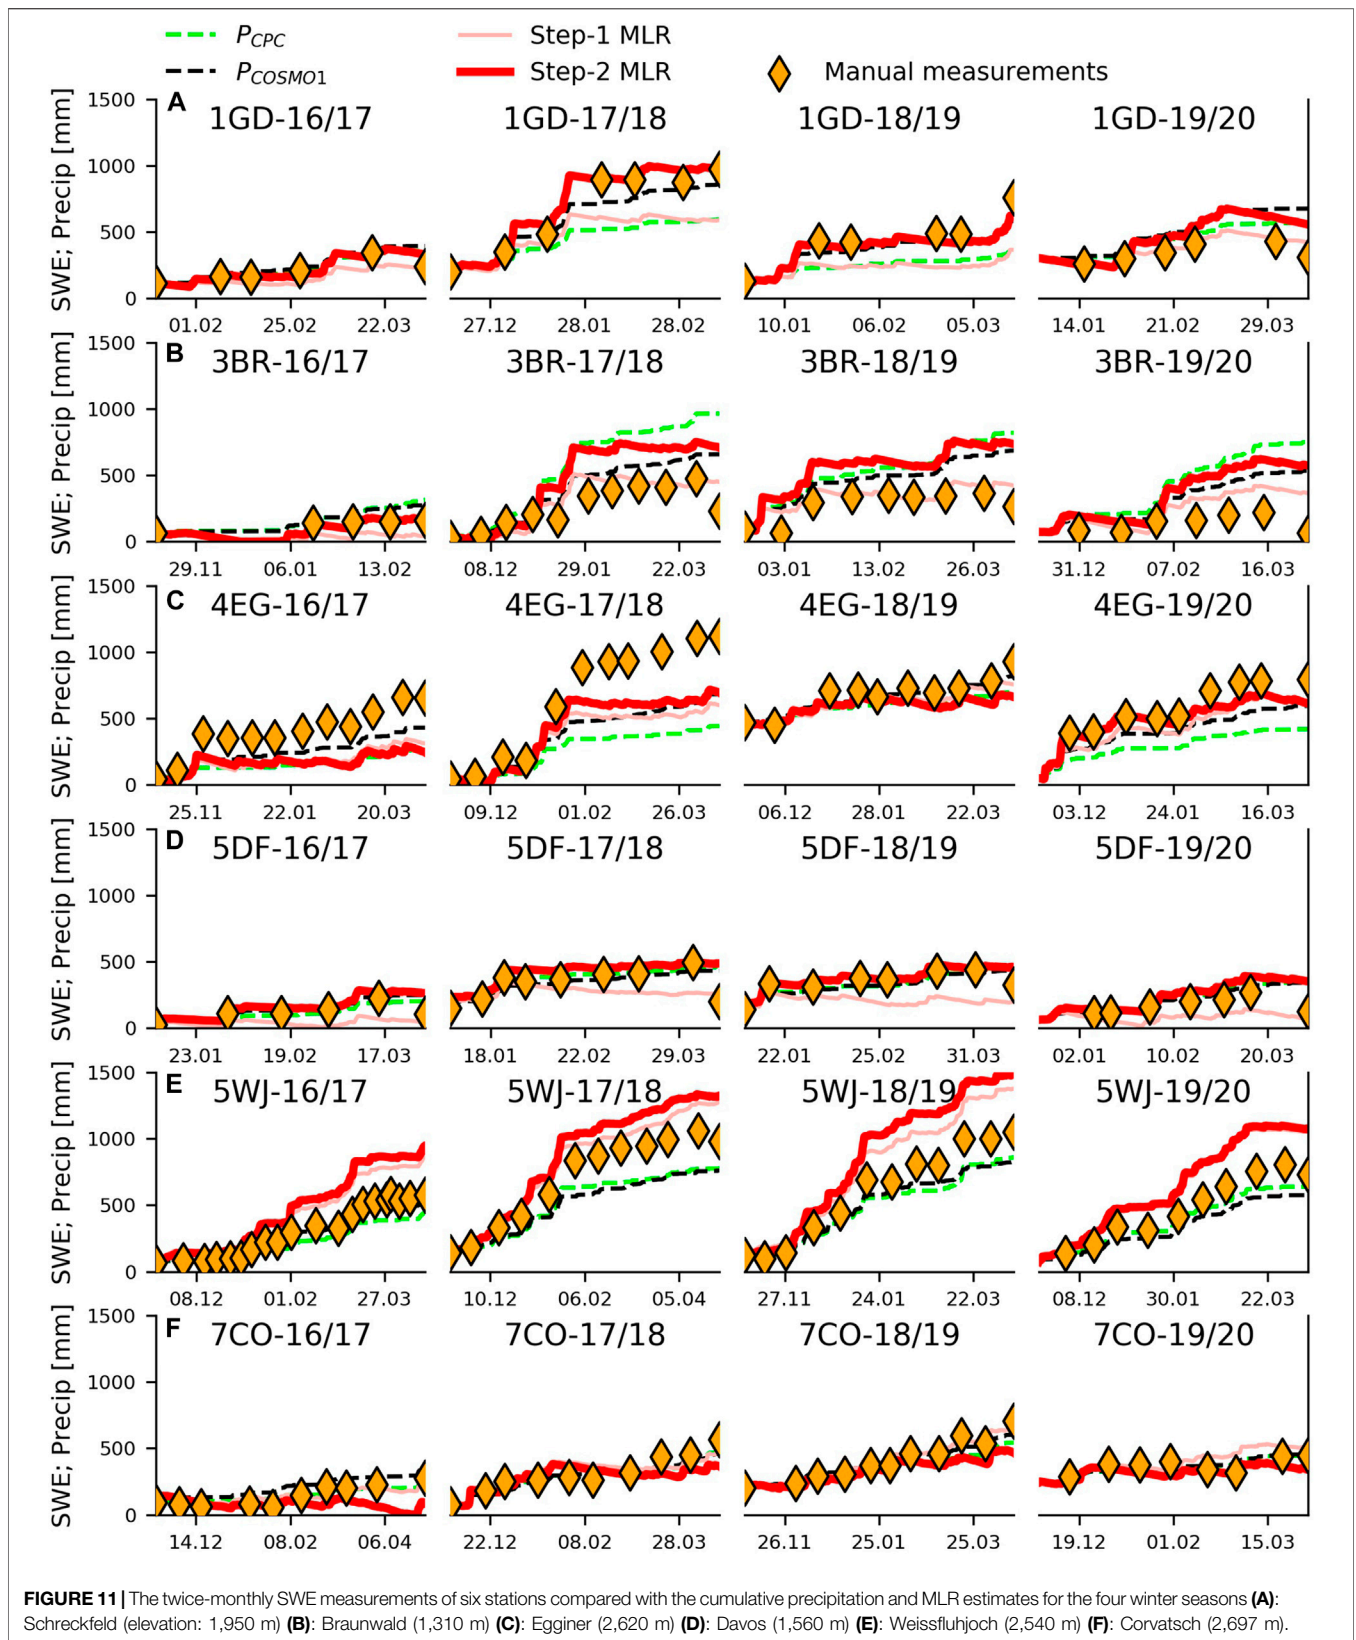 P_CPC Step-1 MLR
P_COSMO1 Step-2 MLR Manual measurements
A
1GD-16/17 1GD-17/18 1GD-18/19 1GD-19/20
SWE; Precip [mm]
1500
1000
500
0
01.02 25.02 22.03 27.12 28.01 28.02 10.01 06.02 05.03 14.01 21.02 29.03
B
3BR-16/17 3BR-17/18 3BR-18/19 3BR-19/20
SWE; Precip [mm]
1500
1000
500
0
29.11 06.01 13.02 08.12 29.01 22.03 03.01 13.02 26.03 31.12 07.02 16.03
C
4EG-16/17 4EG-17/18 4EG-18/19 4EG-19/20
SWE; Precip [mm]
1500
1000
500
0
25.11 22.01 20.03 09.12 01.02 26.03 06.12 28.01 22.03 03.12 24.01 16.03
D
5DF-16/17 5DF-17/18 5DF-18/19 5DF-19/20
SWE; Precip [mm]
1500
1000
500
0
23.01 19.02 17.03 18.01 22.02 29.03 22.01 25.02 31.03 02.01 10.02 20.03
E
5WJ-16/17 5WJ-17/18 5WJ-18/19 5WJ-19/20
SWE; Precip [mm]
1500
1000
500
0
08.12 01.02 27.03 10.12 06.02 05.04 27.11 24.01 22.03 08.12 30.01 22.03
F
7CO-16/17 7CO-17/18 7CO-18/19 7CO-19/20
SWE; Precip [mm]
1500
1000
500
0
14.12 08.02 06.04 22.12 08.02 28.03 26.11 25.01 25.03 19.12 01.02 15.03
FIGURE 11 | The twice-monthly SWE measurements of six stations compared with the cumulative precipitation and MLR estimates for the four winter seasons (A):
Schreckfeld (elevation: 1,950 m) (B): Braunwald (1,310 m) (C): Egginer (2,620 m) (D): Davos (1,560 m) (E): Weissfluhjoch (2,540 m) (F): Corvatsch (2,697 m).